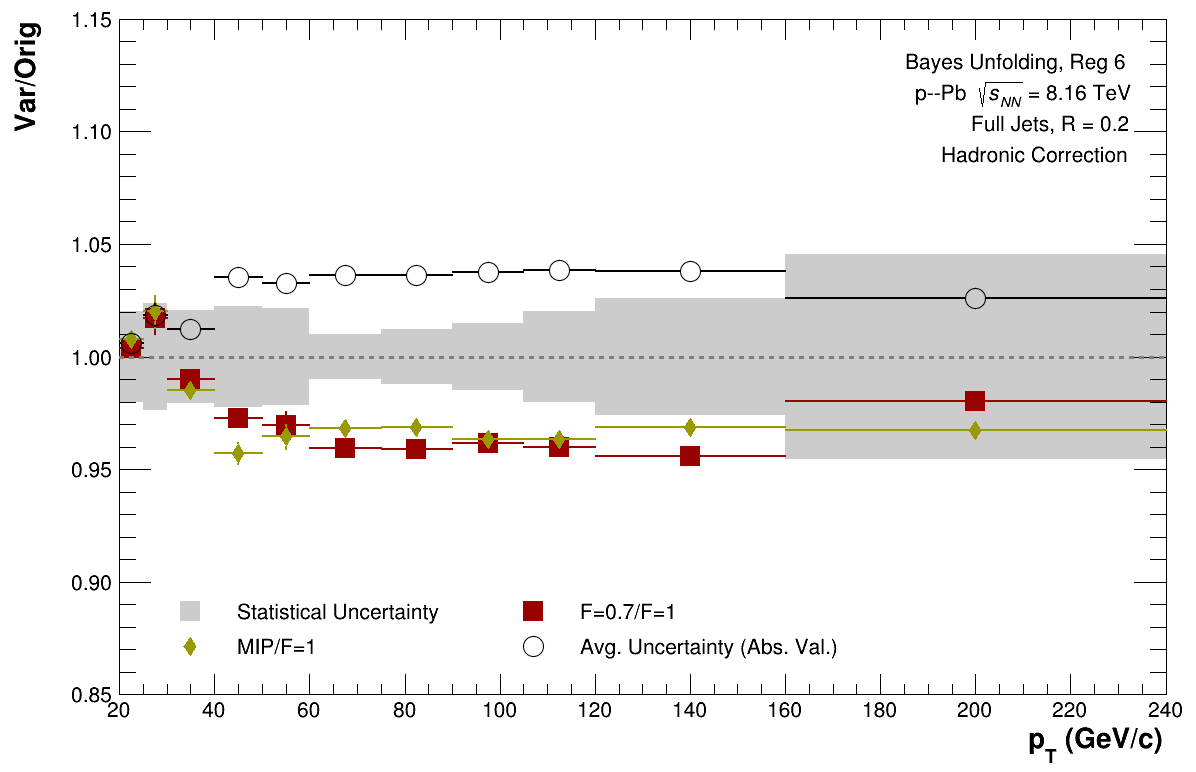 Var/Orig
1.15
1.10
1.05
1.00
0.95
0.90
0.85
Bayes Unfolding, Reg 6
p--Pb √s_NN = 8.16 TeV
Full Jets, R = 0.2
Hadronic Correction
Statistical Uncertainty
F=0.7/F=1
MIP/F=1
Avg. Uncertainty (Abs. Val.)
20 40 60 80 100 120 140 160 180 200 220 240
p_T (GeV/c)